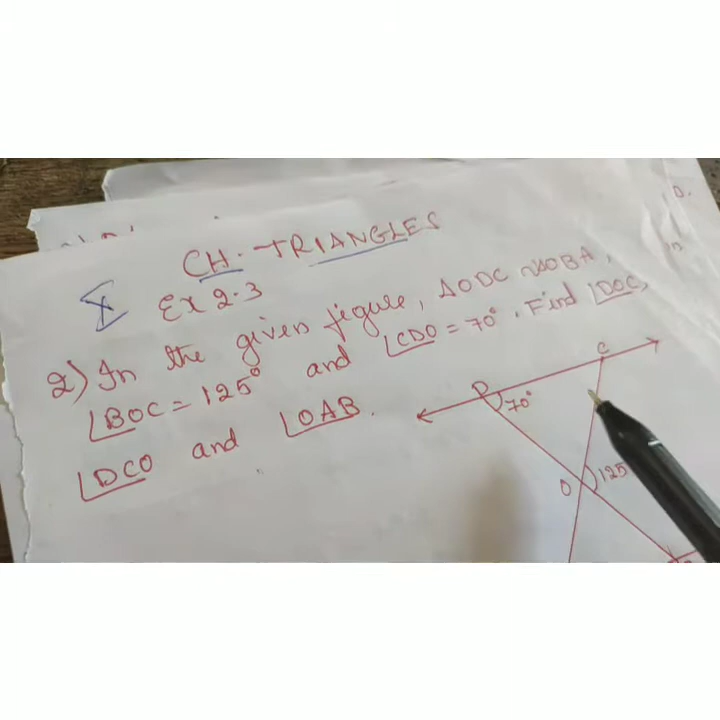 CH. TRIANGLES
X Ex 2.3
2) In the given figure, ΔODC ~ ΔOBA,
∠BOC = 125° and ∠CDO = 70°. Find ∠DOC,
∠DCO and ∠OAB.
C
D
70°
O
125